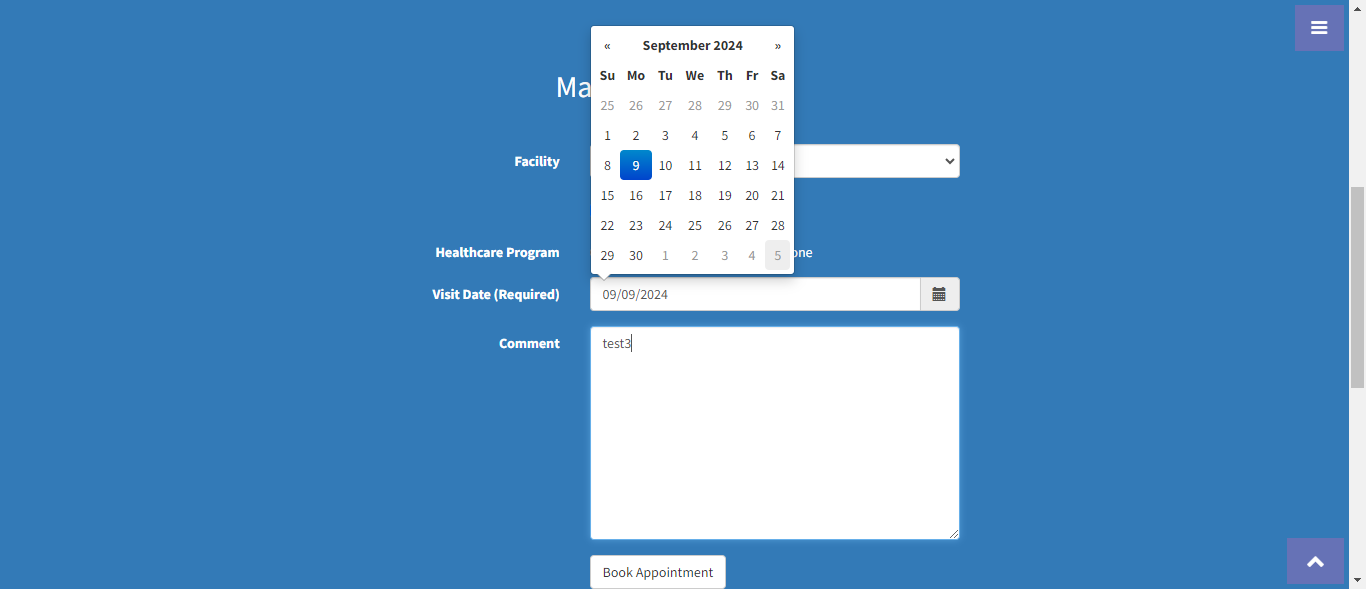 « September 2024 »
Su Mo Tu We Th Fr Sa
Ma
25 26 27 28 29 30 31
1 2 3 4 5 6 7
Facility
8 9 10 11 12 13 14
15 16 17 18 19 20 21
22 23 24 25 26 27 28
Healthcare Program
29 30 1 2 3 4 5
one
Visit Date (Required)
09/09/2024
Comment
test3
Book Appointment